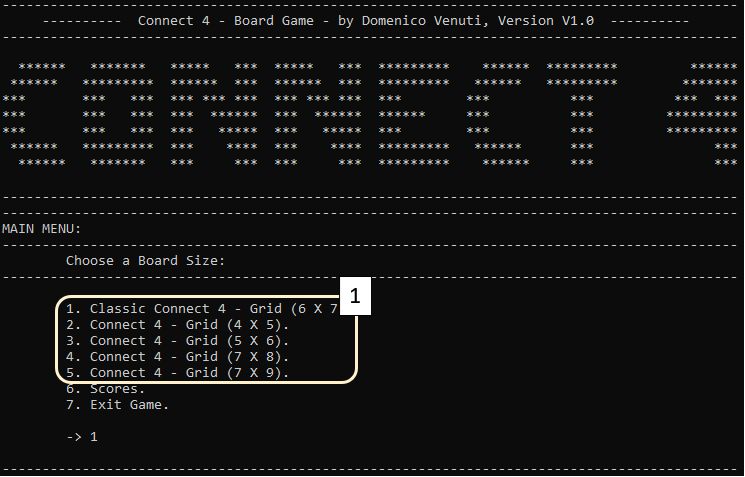 Connect 4 - Board Game - by Domenico Venuti, Version V1.0
CONNECT 4
MAIN MENU:
Choose a Board Size:
1. Classic Connect 4 - Grid (6 X 7
1
2. Connect 4 - Grid (4 X 5).
3. Connect 4 - Grid (5 X 6).
4. Connect 4 - Grid (7 X 8).
5. Connect 4 - Grid (7 X 9).
6. Scores.
7. Exit Game.
-> 1